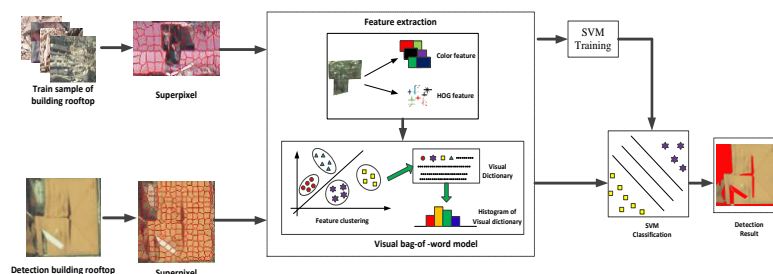 Feature extraction
Train sample of
building rooftop
Superpixel
Color feature
HOG feature
SVM
Training
Feature clustering
Visual
Dictionary
Histogram of
Visual dictionary
Visual bag-of -word model
Detection building rooftop
Superpixel
SVM
Classification
Detection
Result